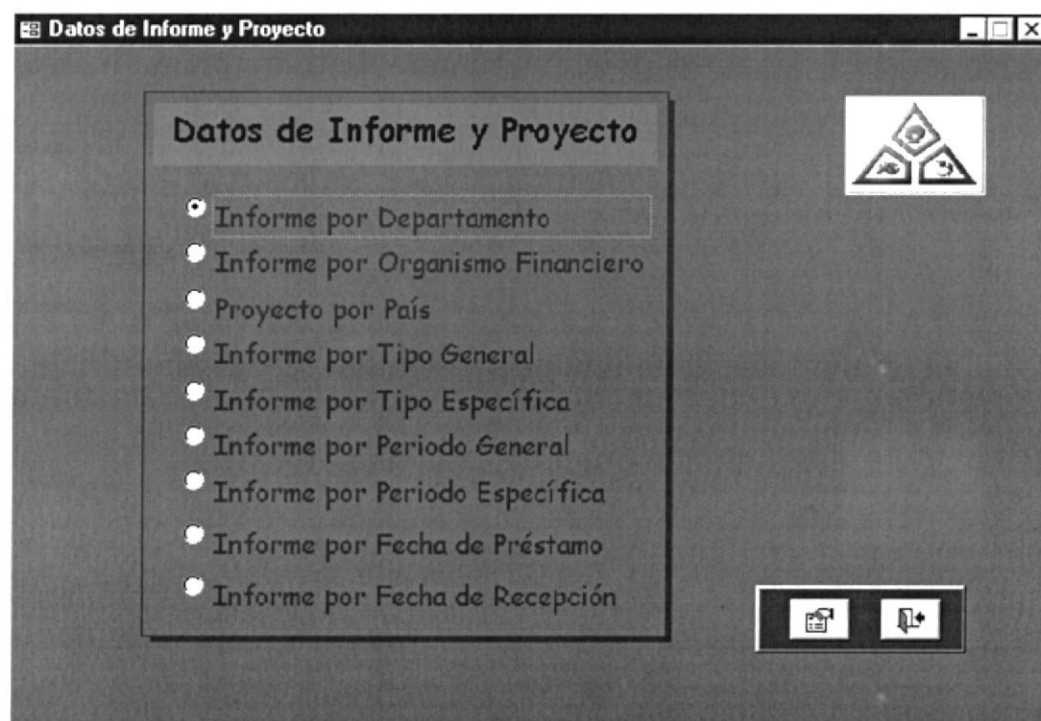 Datos de Informe y Proyecto
Datos de Informe y Proyecto
Informe por Departamento
Informe por Organismo Financiero
Proyecto por País
Informe por Tipo General
Informe por Tipo Específica
Informe por Periodo General
Informe por Periodo Específica
Informe por Fecha de Préstamo
Informe por Fecha de Recepción